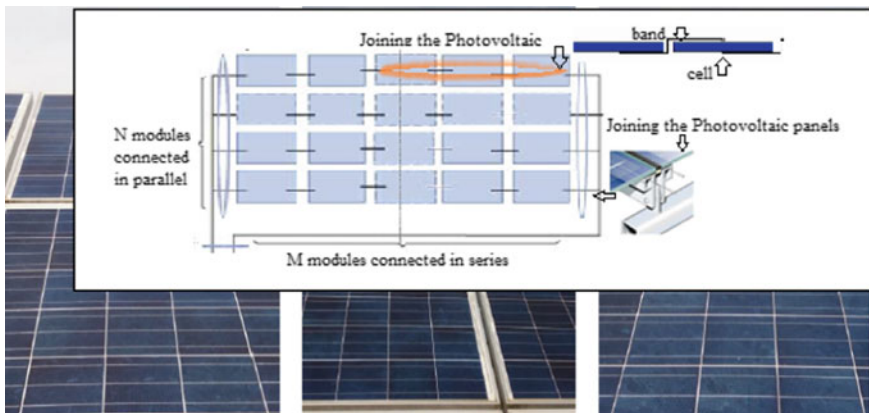 Joining the Photovoltaic
band
cell
N modules
connected
in parallel
Joining the Photovoltaic panels
M modules connected in series